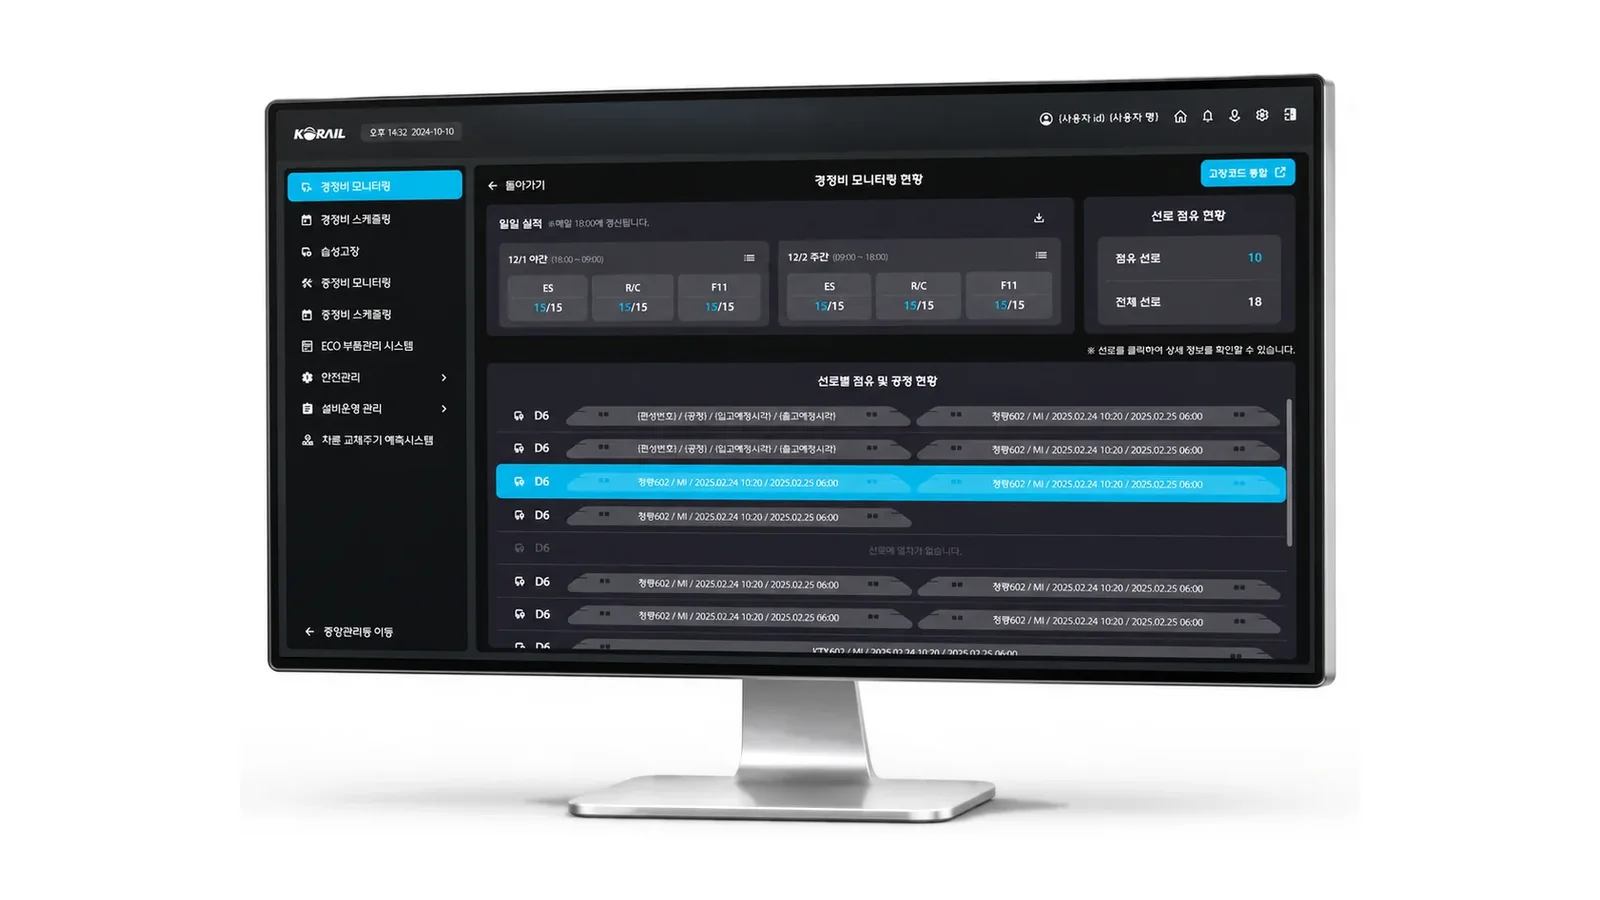 KORAIL 오후 14:32 2024-10-10
(사용자 id) (사용자 명)
경정비 모니터링
경정비 스케줄링
습성고장
중정비 모니터링
중정비 스케줄링
ECO 부품관리 시스템
안전관리
설비운영 관리
차륜 교체주기 예측시스템
중앙관리동 이동
돌아가기
경정비 모니터링 현황
고장코드 통합
일일 실적 ※매일 18:00에 갱신됩니다.
12/1 야간 (18:00 ~ 09:00)
ES R/C F11
15/15 15/15 15/15
12/2 주간 (09:00 ~ 18:00)
ES R/C F11
15/15 15/15 15/15
선로 점유 현황
점유 선로 10
전체 선로 18
※ 선로를 클릭하여 상세 정보를 확인할 수 있습니다.
선로별 점유 및 공정 현황
D6 {편성번호} / {공정} / {입고예정시각} / {출고예정시각} 청량602 / MI / 2025.02.24 10:20 / 2025.02.25 06:00
D6 {편성번호} / {공정} / {입고예정시각} / {출고예정시각} 청량602 / MI / 2025.02.24 10:20 / 2025.02.25 06:00
D6 청량602 / MI / 2025.02.24 10:20 / 2025.02.25 06:00 청량602 / MI / 2025.02.24 10:20 / 2025.02.25 06:00
D6 청량602 / MI / 2025.02.24 10:20 / 2025.02.25 06:00
D6 선로에 열차가 없습니다.
D6 청량602 / MI / 2025.02.24 10:20 / 2025.02.25 06:00 청량602 / MI / 2025.02.24 10:20 / 2025.02.25 06:00
D6 청량602 / MI / 2025.02.24 10:20 / 2025.02.25 06:00 청량602 / MI / 2025.02.24 10:20 / 2025.02.25 06:00
D6 KTX602 / MI / 2025.02.24 10:20 / 2025.02.25 06:00